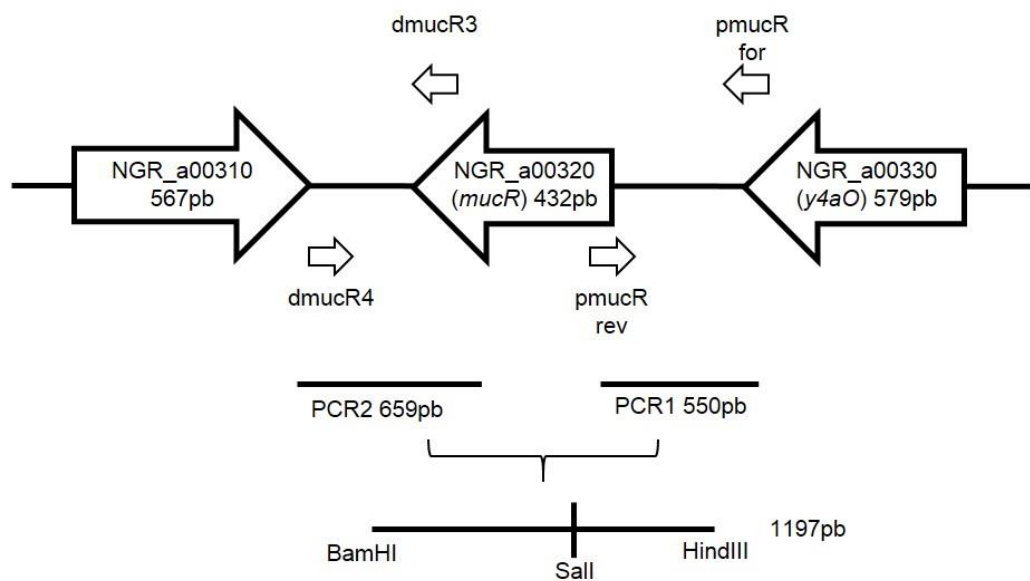 dmucR3
pmucR
for
NGR_a00310
567pb
NGR_a00320
(mucR) 432pb
NGR_a00330
(y4aO) 579pb
dmucR4
pmucR
rev
PCR2 659pb
PCR1 550pb
1197pb
BamHI
SalI
HindIII